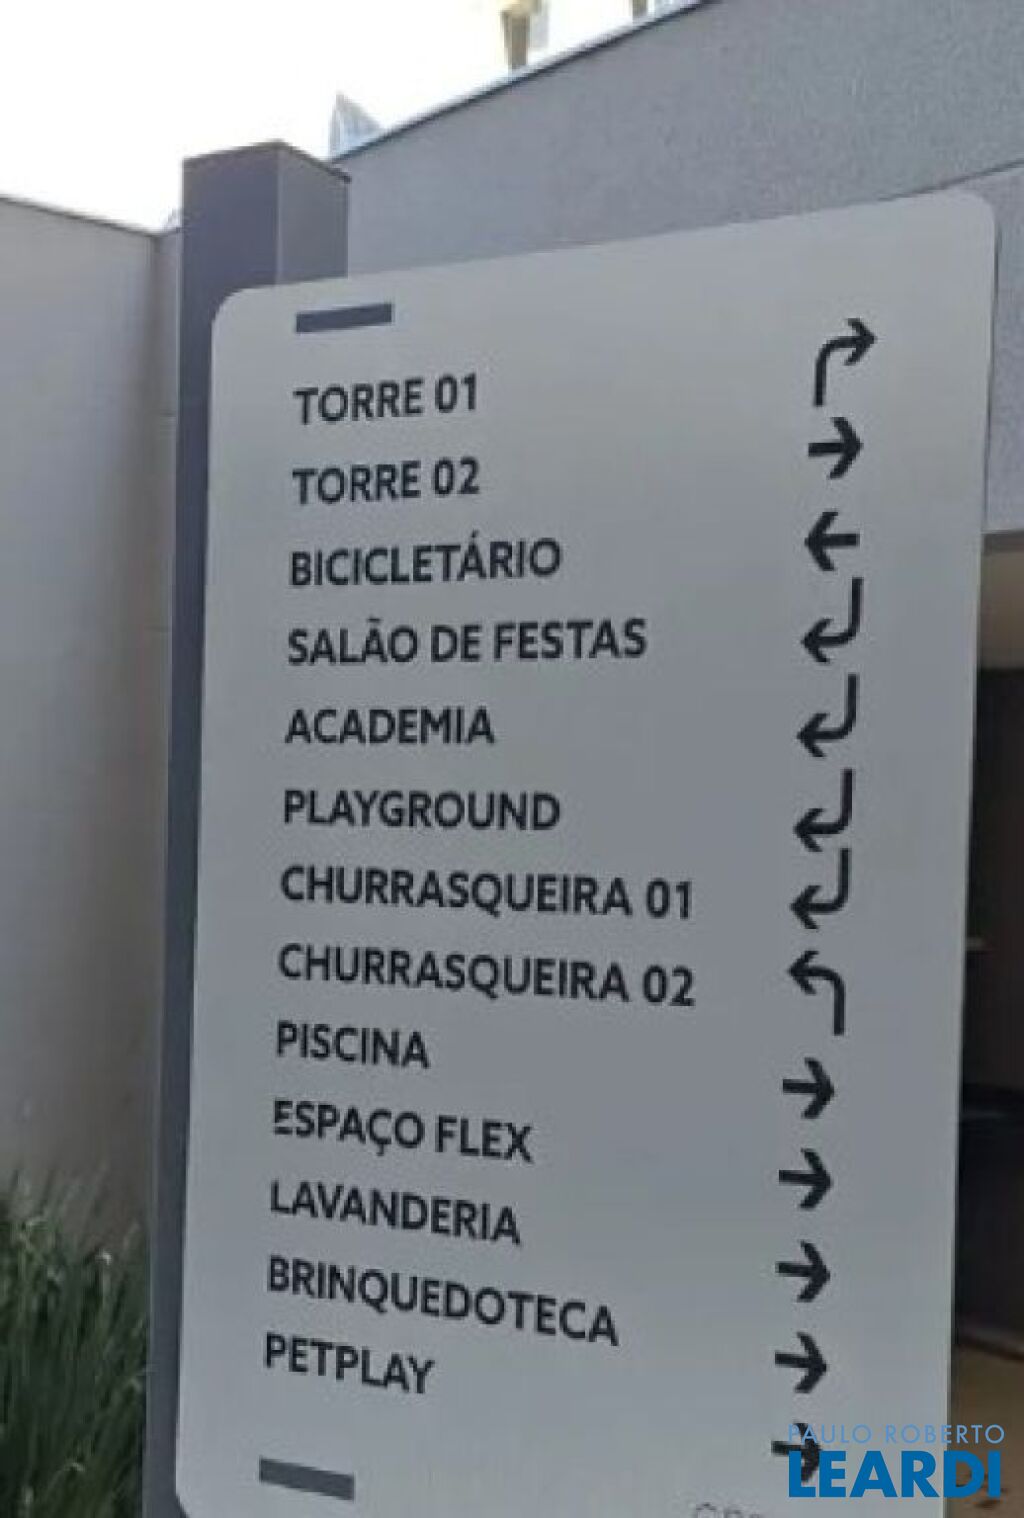 TORRE 01
TORRE 02
BICICLETÁRIO
SALÃO DE FESTAS
ACADEMIA
PLAYGROUND
CHURRASQUEIRA 01
CHURRASQUEIRA 02
PISCINA
ESPAÇO FLEX
LAVANDERIA
BRINQUEDOTECA
PETPLAY
PAULO ROBERTO
LEARDI